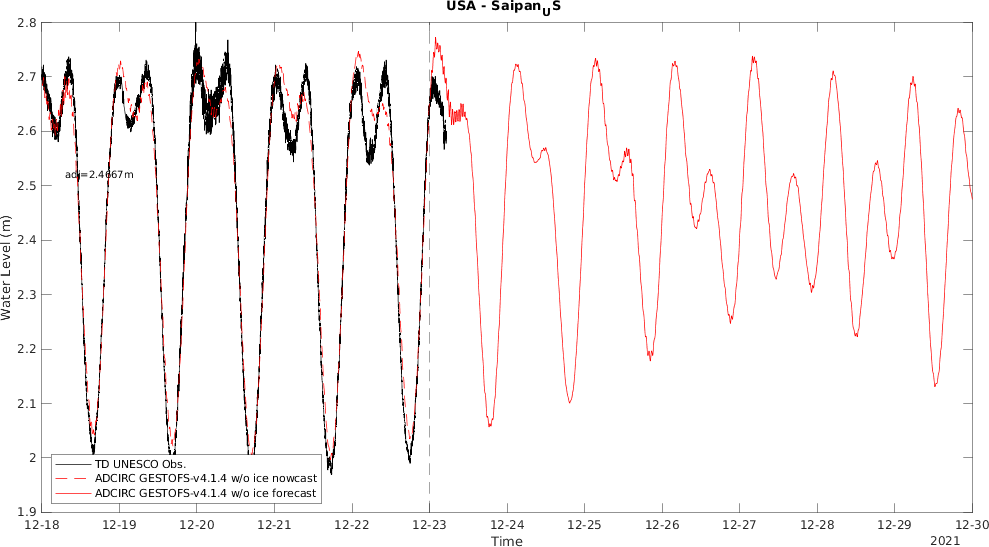 USA - Saipan_US
2.8
2.7
2.6
2.5
2.4
2.3
2.2
2.1
2
1.9
Water Level (m)
adj=2.4667m
TD UNESCO Obs.
ADCIRC GESTOFS-v4.1.4 w/o ice nowcast
ADCIRC GESTOFS-v4.1.4 w/o ice forecast
12-18 12-19 12-20 12-21 12-22 12-23 12-24 12-25 12-26 12-27 12-28 12-29 12-30
Time
2021